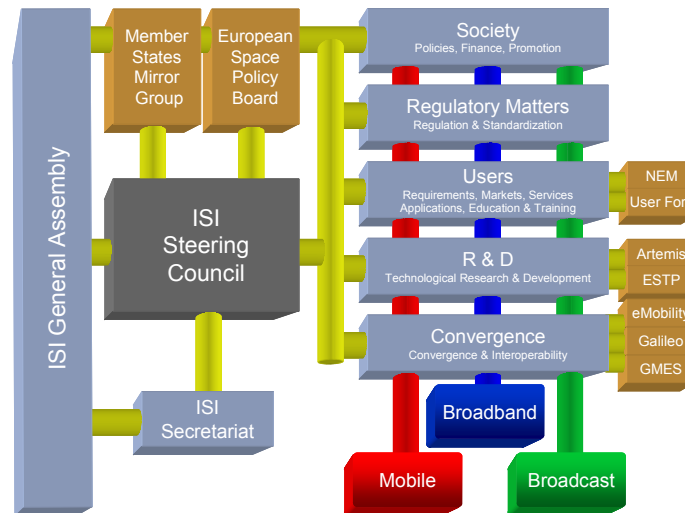 ISI General Assembly
Member
States
Mirror
Group
European
Space
Policy
Board
ISI
Steering
Council
ISI
Secretariat
Society
Policies, Finance, Promotion
Regulatory Matters
Regulation & Standardization
Users
Requirements, Markets, Services
Applications, Education & Training
R & D
Technological Research & Development
Convergence
Convergence & Interoperability
NEM
User For
Artemis
ESTP
eMobility
Galileo
GMES
Broadband
Mobile
Broadcast